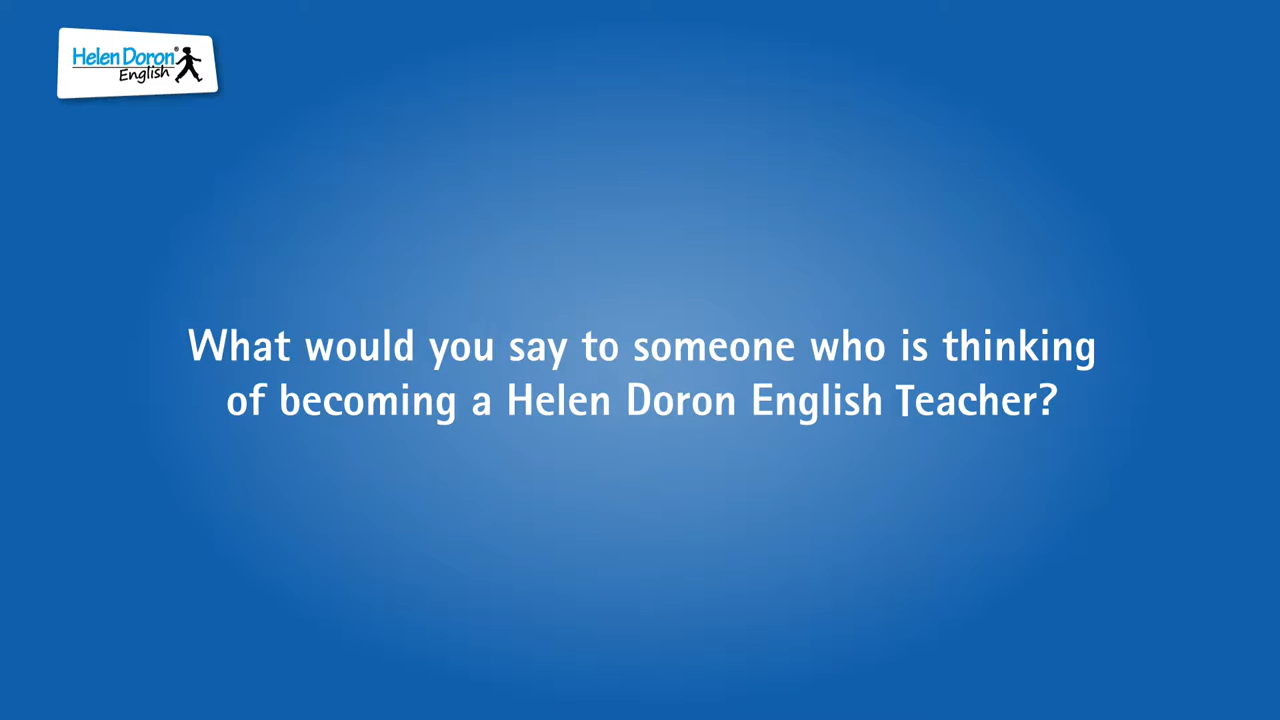 Helen Doron®
English
What would you say to someone who is thinking
of becoming a Helen Doron English Teacher?